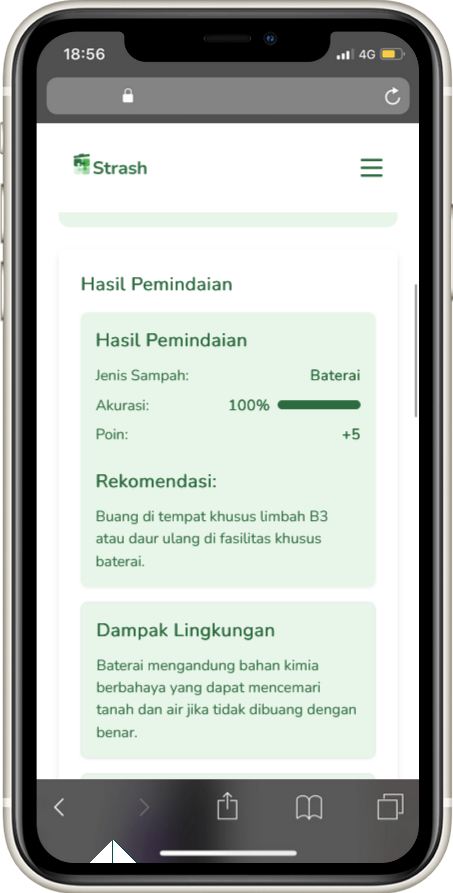 18:56
4G
Strash
Hasil Pemindaian
Hasil Pemindaian
Jenis Sampah: Baterai
Akurasi: 100%
Poin: +5
Rekomendasi:
Buang di tempat khusus limbah B3
atau daur ulang di fasilitas khusus
baterai.
Dampak Lingkungan
Baterai mengandung bahan kimia
berbahaya yang dapat mencemari
tanah dan air jika tidak dibuang dengan
benar.